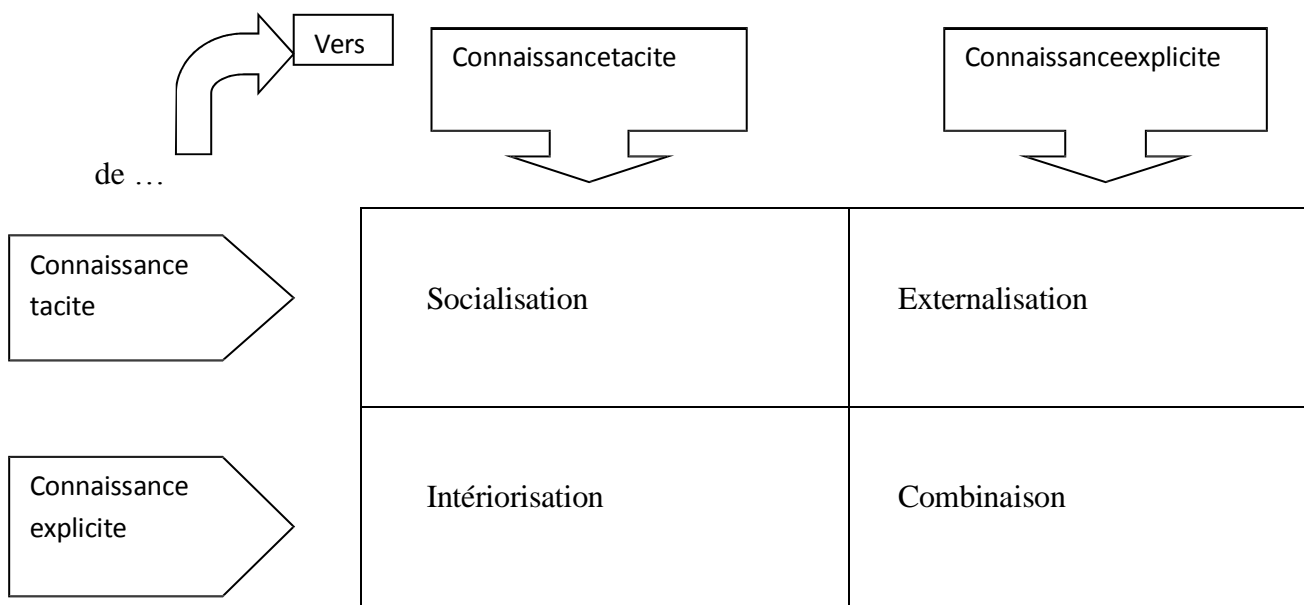 Vers
Connaissancetacite
Connaissanceexplicite
de …
Connaissance
tacite
Socialisation
Externalisation
Connaissance
explicite
Intériorisation
Combinaison